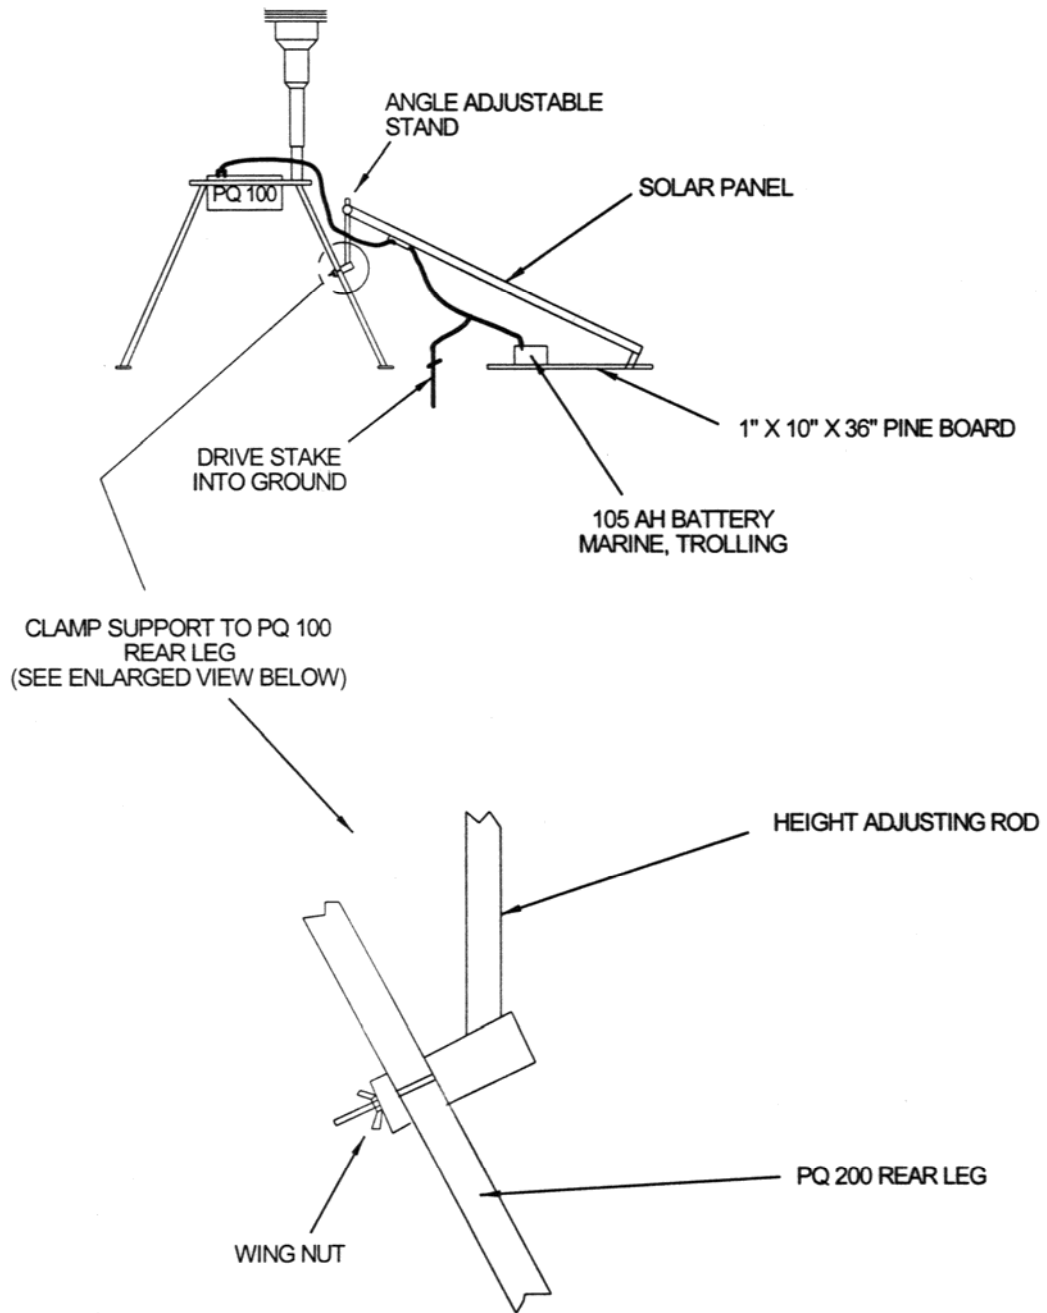 ANGLE ADJUSTABLE
STAND
PQ 100
SOLAR PANEL
1" X 10" X 36" PINE BOARD
DRIVE STAKE
INTO GROUND
105 AH BATTERY
MARINE, TROLLING
CLAMP SUPPORT TO PQ 100
REAR LEG
(SEE ENLARGED VIEW BELOW)
HEIGHT ADJUSTING ROD
PQ 200 REAR LEG
WING NUT